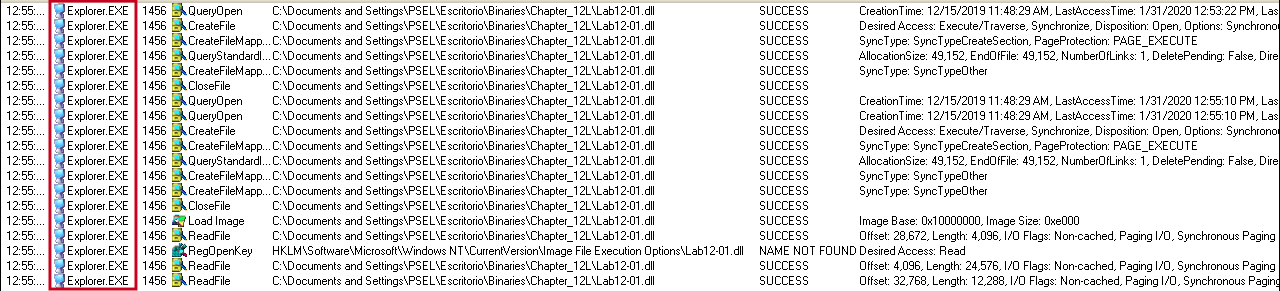 12:55:... Explorer.EXE 1456 QueryOpen C:\Documents and Settings\PSEL\Escritorio\Binaries\Chapter_12L\Lab12-01.dll SUCCESS CreationTime: 12/15/2019 11:48:29 AM, LastAccessTime: 1/31/2020 12:53:22 PM, Las
12:55:... Explorer.EXE 1456 CreateFile C:\Documents and Settings\PSEL\Escritorio\Binaries\Chapter_12L\Lab12-01.dll SUCCESS Desired Access: Execute/Traverse, Synchronize, Disposition: Open, Options: Synchron
12:55:... Explorer.EXE 1456 CreateFileMapp... C:\Documents and Settings\PSEL\Escritorio\Binaries\Chapter_12L\Lab12-01.dll SUCCESS SyncType: SyncTypeCreateSection, PageProtection: PAGE_EXECUTE
12:55:... Explorer.EXE 1456 QueryStandardI... C:\Documents and Settings\PSEL\Escritorio\Binaries\Chapter_12L\Lab12-01.dll SUCCESS AllocationSize: 49,152, EndOfFile: 49,152, NumberOfLinks: 1, DeletePending: False, Dire
12:55:... Explorer.EXE 1456 CreateFileMapp... C:\Documents and Settings\PSEL\Escritorio\Binaries\Chapter_12L\Lab12-01.dll SUCCESS SyncType: SyncTypeOther
12:55:... Explorer.EXE 1456 CloseFile C:\Documents and Settings\PSEL\Escritorio\Binaries\Chapter_12L\Lab12-01.dll SUCCESS
12:55:... Explorer.EXE 1456 QueryOpen C:\Documents and Settings\PSEL\Escritorio\Binaries\Chapter_12L\Lab12-01.dll SUCCESS CreationTime: 12/15/2019 11:48:29 AM, LastAccessTime: 1/31/2020 12:55:10 PM, Las
12:55:... Explorer.EXE 1456 QueryOpen C:\Documents and Settings\PSEL\Escritorio\Binaries\Chapter_12L\Lab12-01.dll SUCCESS CreationTime: 12/15/2019 11:48:29 AM, LastAccessTime: 1/31/2020 12:55:10 PM, Las
12:55:... Explorer.EXE 1456 CreateFile C:\Documents and Settings\PSEL\Escritorio\Binaries\Chapter_12L\Lab12-01.dll SUCCESS Desired Access: Execute/Traverse, Synchronize, Disposition: Open, Options: Synchron
12:55:... Explorer.EXE 1456 CreateFileMapp... C:\Documents and Settings\PSEL\Escritorio\Binaries\Chapter_12L\Lab12-01.dll SUCCESS SyncType: SyncTypeCreateSection, PageProtection: PAGE_EXECUTE
12:55:... Explorer.EXE 1456 QueryStandardI... C:\Documents and Settings\PSEL\Escritorio\Binaries\Chapter_12L\Lab12-01.dll SUCCESS AllocationSize: 49,152, EndOfFile: 49,152, NumberOfLinks: 1, DeletePending: False, Dire
12:55:... Explorer.EXE 1456 CreateFileMapp... C:\Documents and Settings\PSEL\Escritorio\Binaries\Chapter_12L\Lab12-01.dll SUCCESS SyncType: SyncTypeOther
12:55:... Explorer.EXE 1456 CreateFileMapp... C:\Documents and Settings\PSEL\Escritorio\Binaries\Chapter_12L\Lab12-01.dll SUCCESS SyncType: SyncTypeOther
12:55:... Explorer.EXE 1456 CloseFile C:\Documents and Settings\PSEL\Escritorio\Binaries\Chapter_12L\Lab12-01.dll SUCCESS
12:55:... Explorer.EXE 1456 Load Image C:\Documents and Settings\PSEL\Escritorio\Binaries\Chapter_12L\Lab12-01.dll SUCCESS Image Base: 0x10000000, Image Size: 0xe000
12:55:... Explorer.EXE 1456 ReadFile C:\Documents and Settings\PSEL\Escritorio\Binaries\Chapter_12L\Lab12-01.dll SUCCESS Offset: 28,672, Length: 4,096, I/O Flags: Non-cached, Paging I/O, Synchronous Paging
12:55:... Explorer.EXE 1456 RegOpenKey HKLM\Software\Microsoft\Windows NT\CurrentVersion\Image File Execution Options\Lab12-01.dll NAME NOT FOUND Desired Access: Read
12:55:... Explorer.EXE 1456 ReadFile C:\Documents and Settings\PSEL\Escritorio\Binaries\Chapter_12L\Lab12-01.dll SUCCESS Offset: 4,096, Length: 24,576, I/O Flags: Non-cached, Paging I/O, Synchronous Paging
12:55:... Explorer.EXE 1456 ReadFile C:\Documents and Settings\PSEL\Escritorio\Binaries\Chapter_12L\Lab12-01.dll SUCCESS Offset: 32,768, Length: 12,288, I/O Flags: Non-cached, Paging I/O, Synchronous Paging